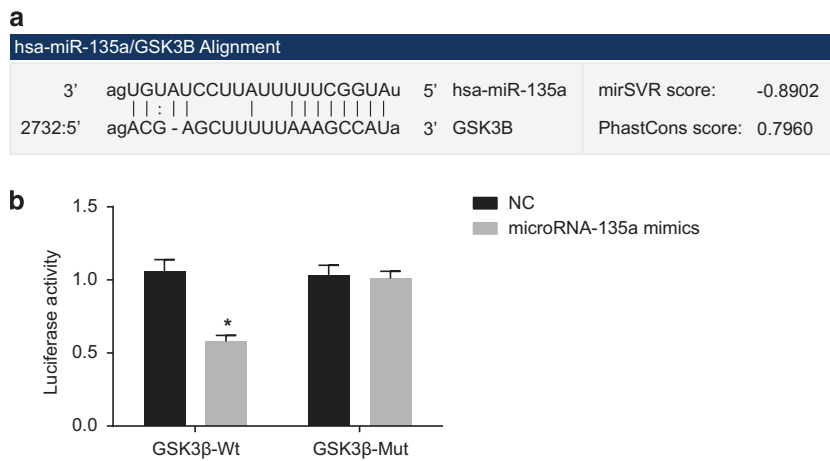 a
hsa-miR-135a/GSK3B Alignment
3’ agUGUAUCCUUAUUUUUCGGUAu 5’ hsa-miR-135a mirSVR score: -0.8902
| | : | | | | | | | | | | |
2732:5’ agACG - AGCUUUUUAAAGCCAUa 3’ GSK3B PhastCons score: 0.7960
b
1.5
1.0
0.5
0.0
Luciferase activity
*
GSK3β-Wt GSK3β-Mut
NC
microRNA-135a mimics